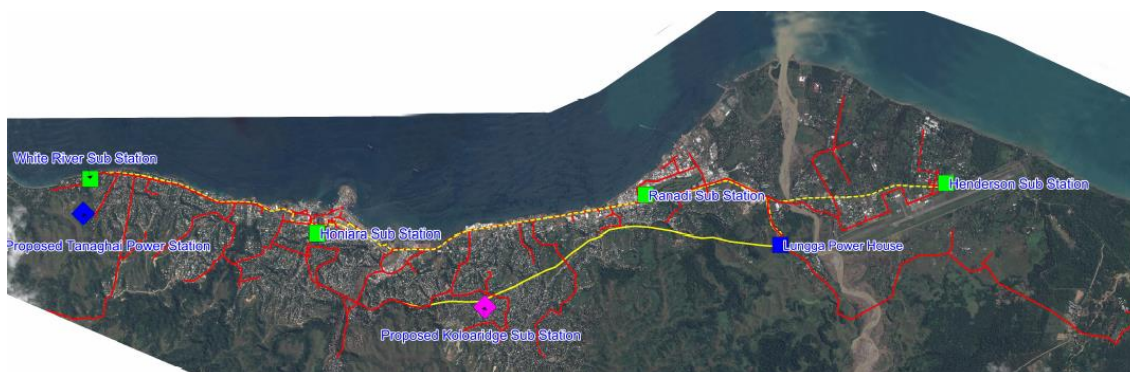 White River Sub Station
Proposed Tanaghai Power Station
Honiara Sub Station
Ranadi Sub Station
Henderson Sub Station
Lungga Power House
Proposed Koloaridge Sub Station